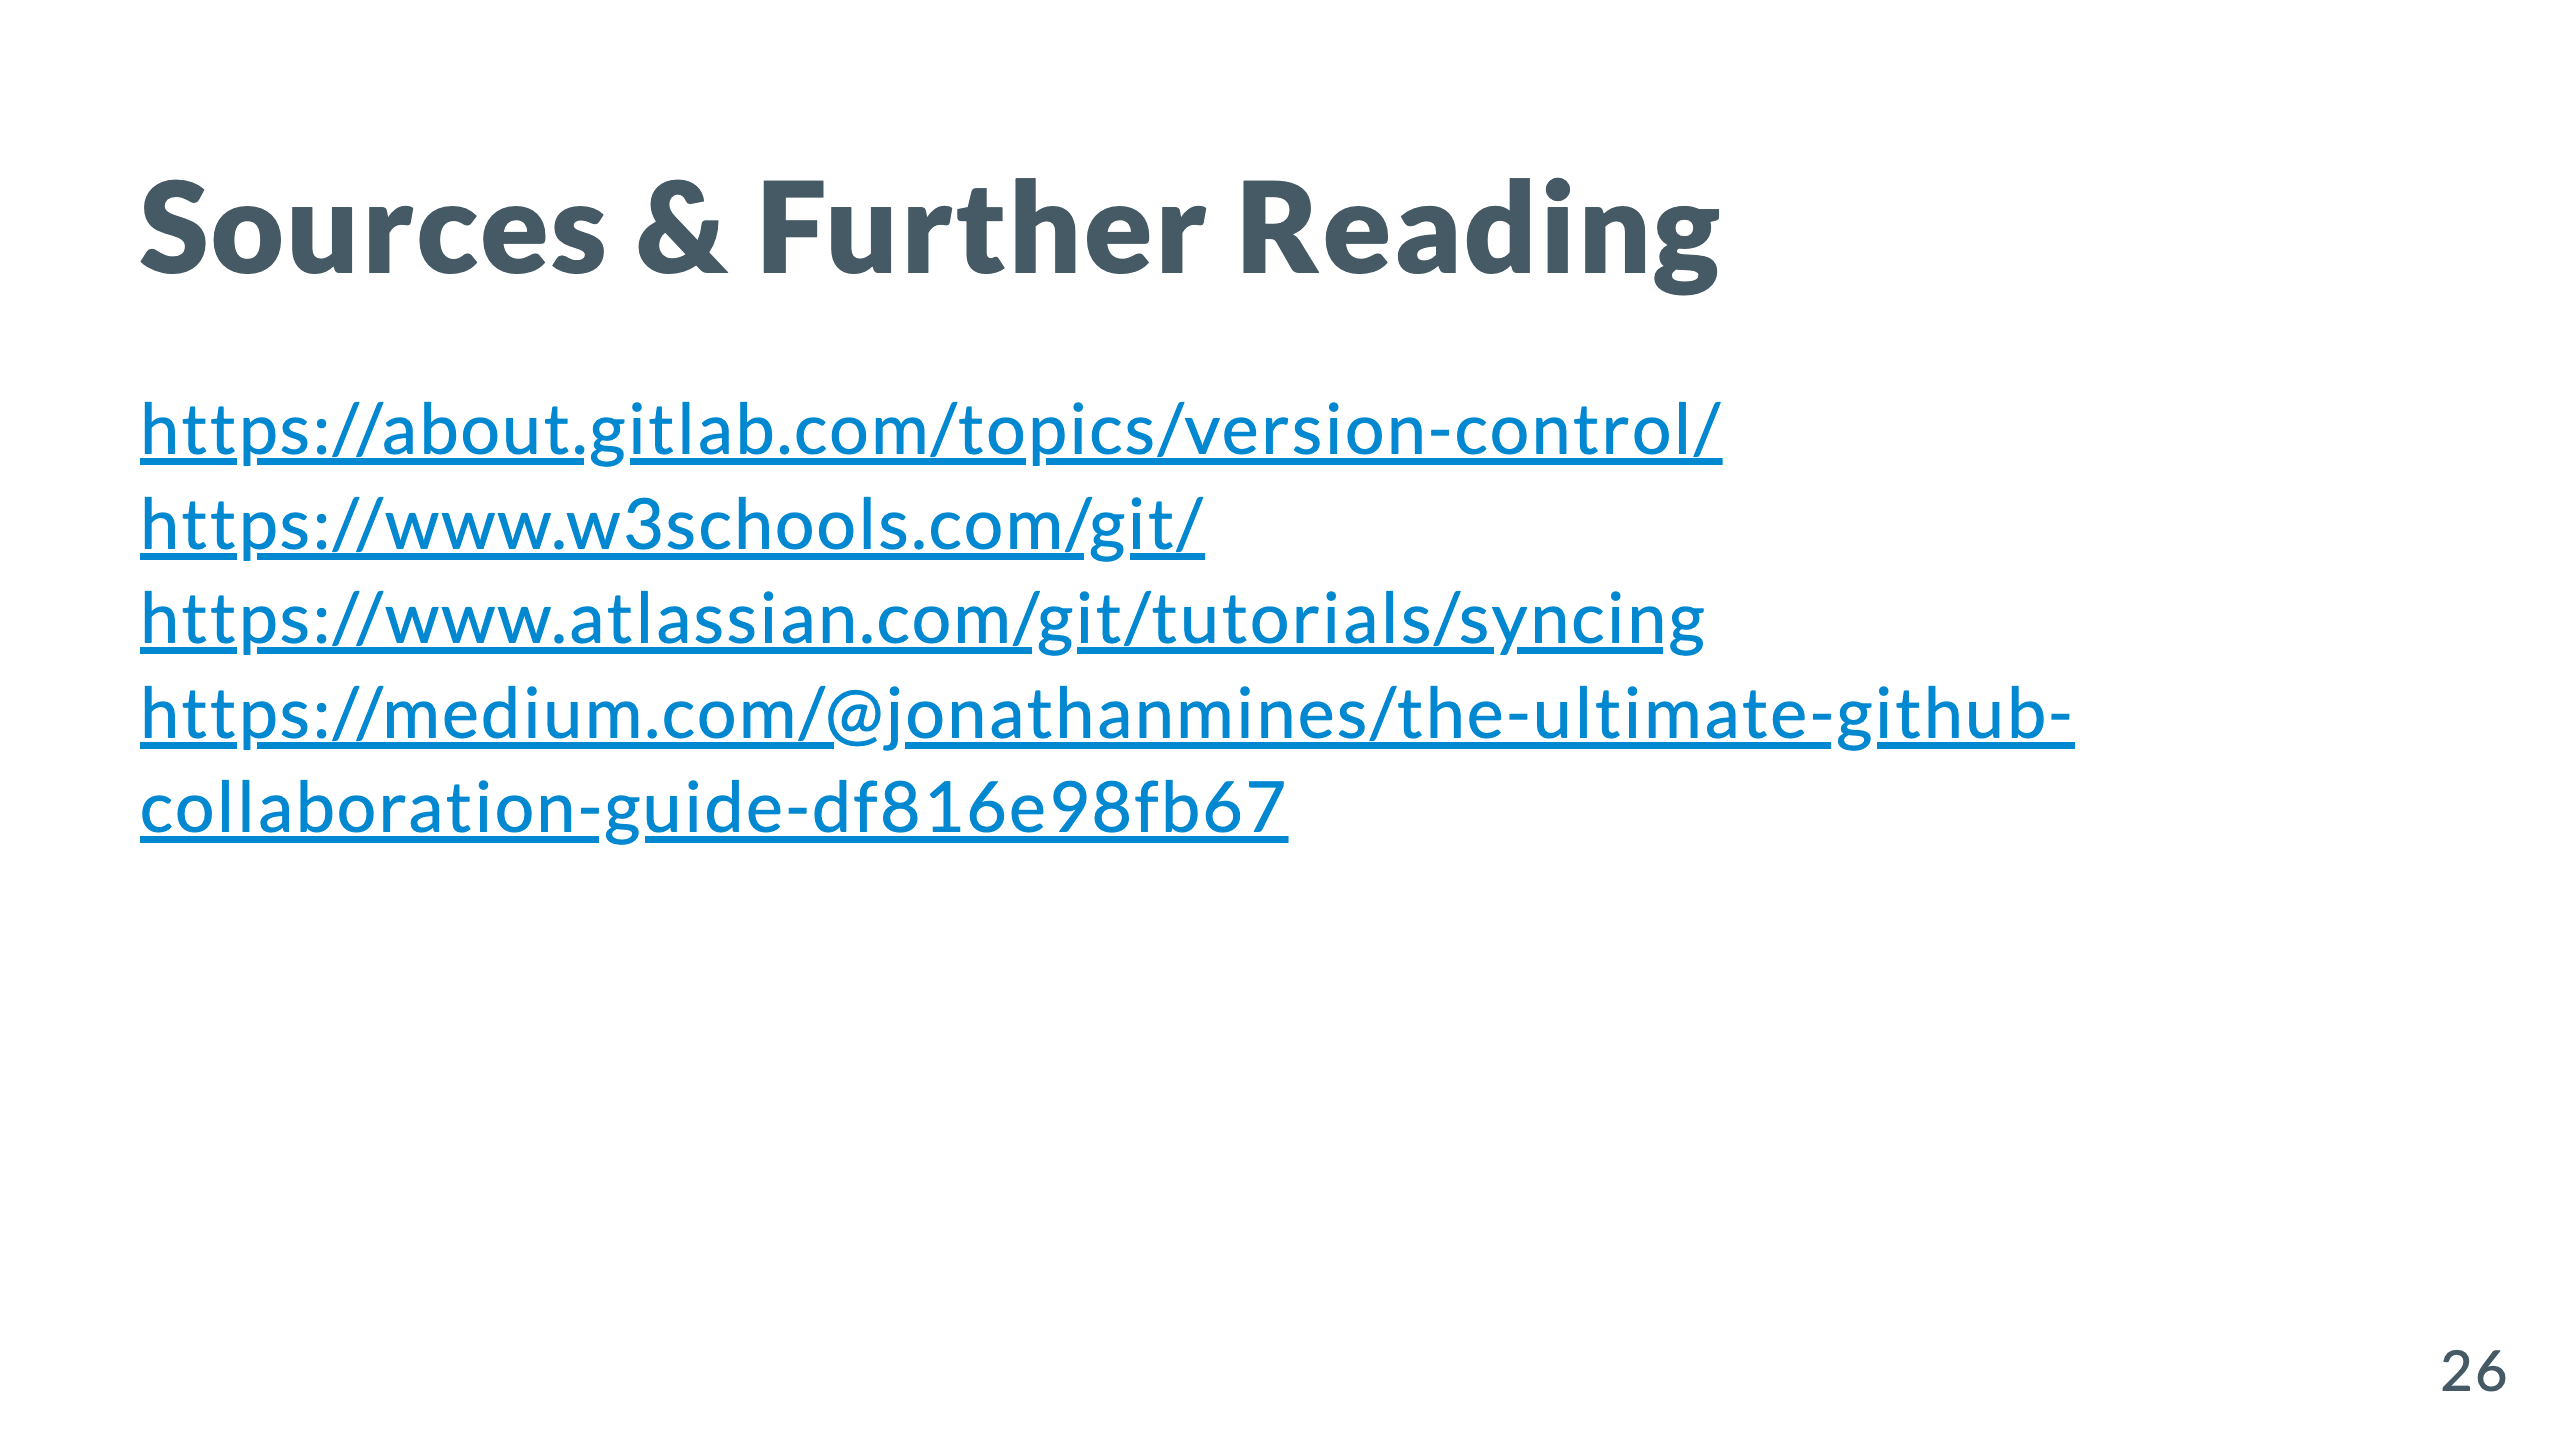 Sources & Further Reading
https://about.gitlab.com/topics/version-control/
https://www.w3schools.com/git/
https://www.atlassian.com/git/tutorials/syncing
https://medium.com/@jonathanmines/the-ultimate-github-
collaboration-guide-df816e98fb67
26